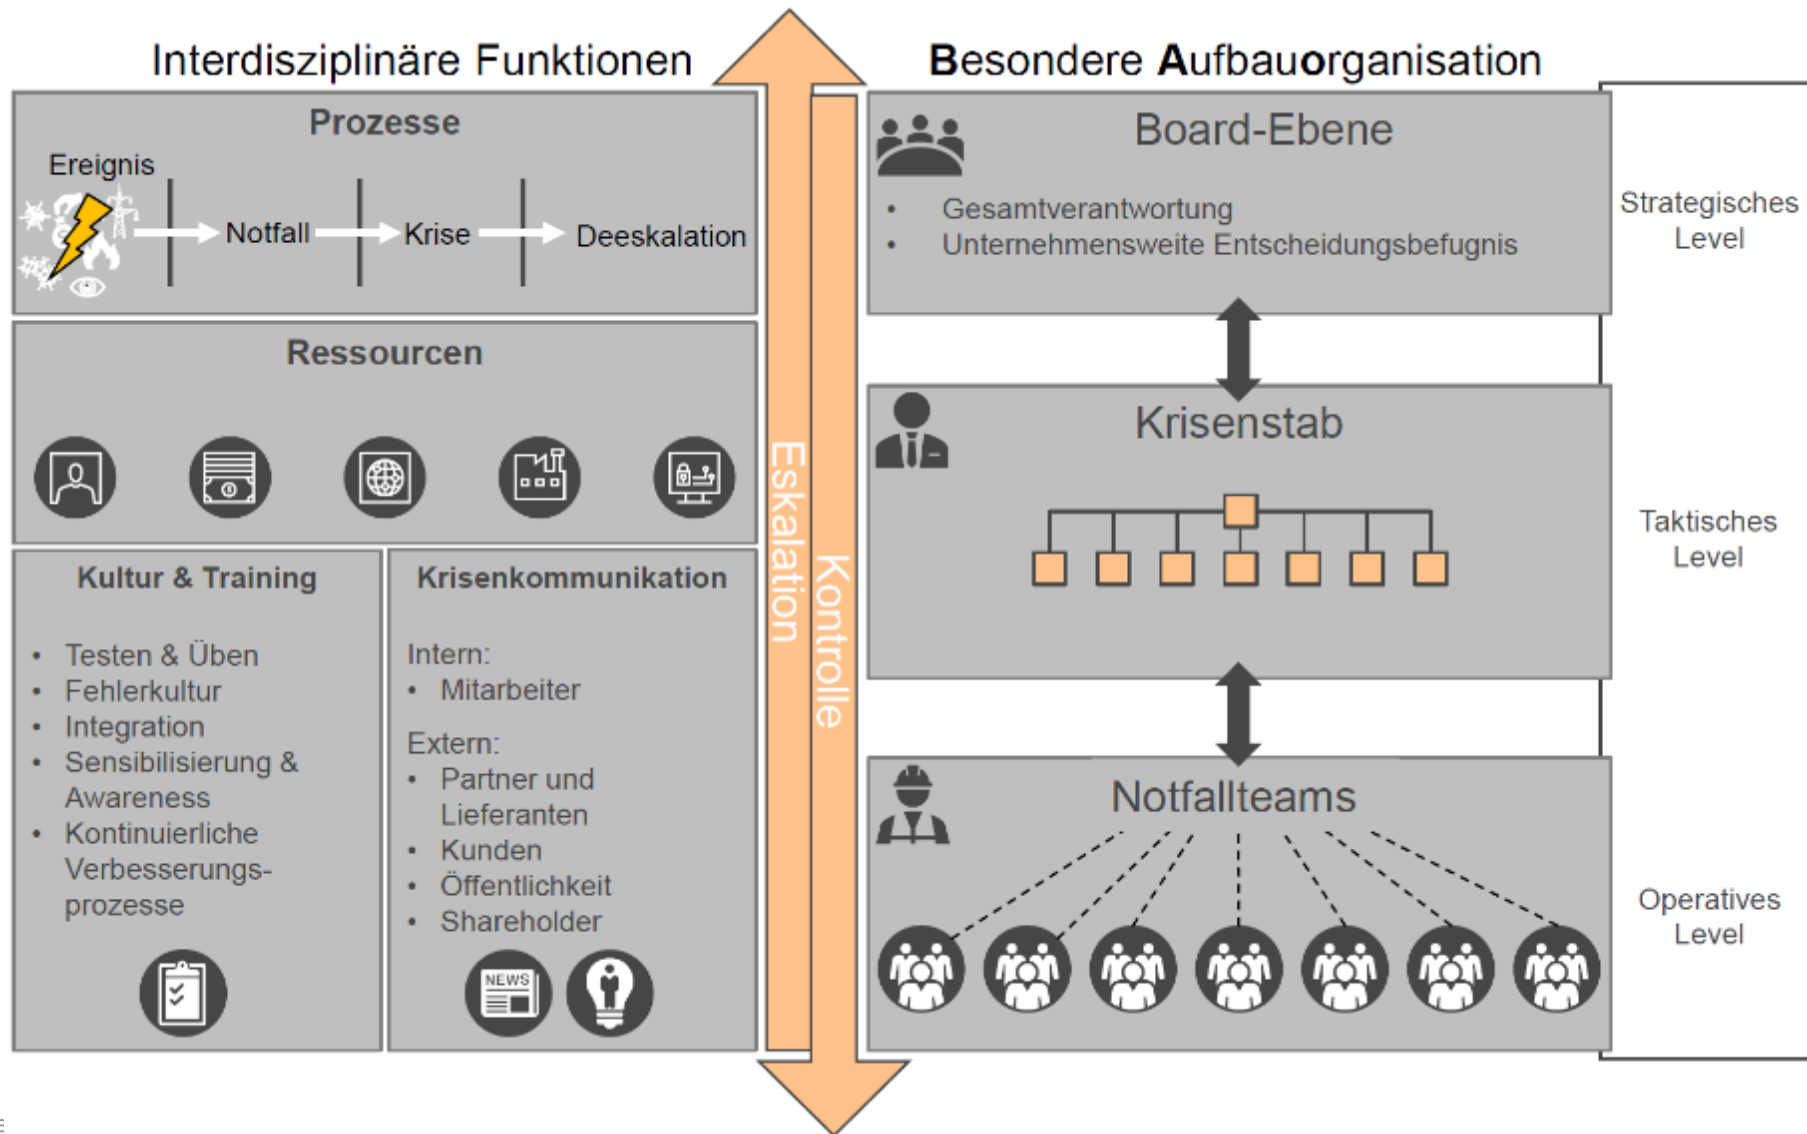 Interdisziplinäre Funktionen
Prozesse
Ereignis
Notfall
Krise
Deeskalation
Ressourcen
Kultur & Training
• Testen & Üben
• Fehlerkultur
• Integration
• Sensibilisierung &
Awareness
• Kontinuierliche
Verbesserungs-
prozesse
Krisenkommunikation
Intern:
• Mitarbeiter
Extern:
• Partner und
Lieferanten
• Kunden
• Öffentlichkeit
• Shareholder
NEWS
Eskalation
Kontrolle
Besondere Aufbauorganisation
Board-Ebene
• Gesamtverantwortung
• Unternehmensweite Entscheidungsbefugnis
Strategisches
Level
Krisenstab
Taktisches
Level
Notfallteams
Operatives
Level